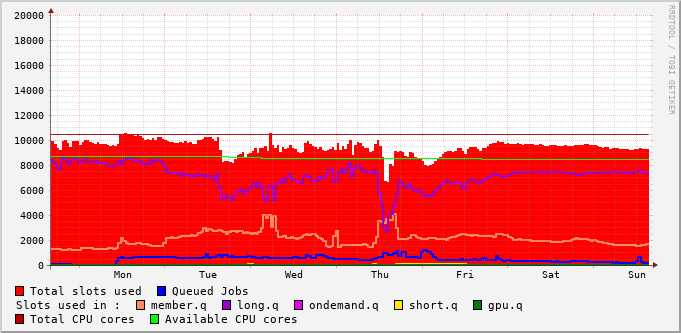 RRDTOOL / TOBI OETIKER
20000
18000
16000
14000
12000
10000
8000
6000
4000
2000
0
Mon Tue Wed Thu Fri Sat Sun
Total slots used Queued Jobs
Slots used in : member.q long.q ondemand.q short.q gpu.q
Total CPU cores Available CPU cores